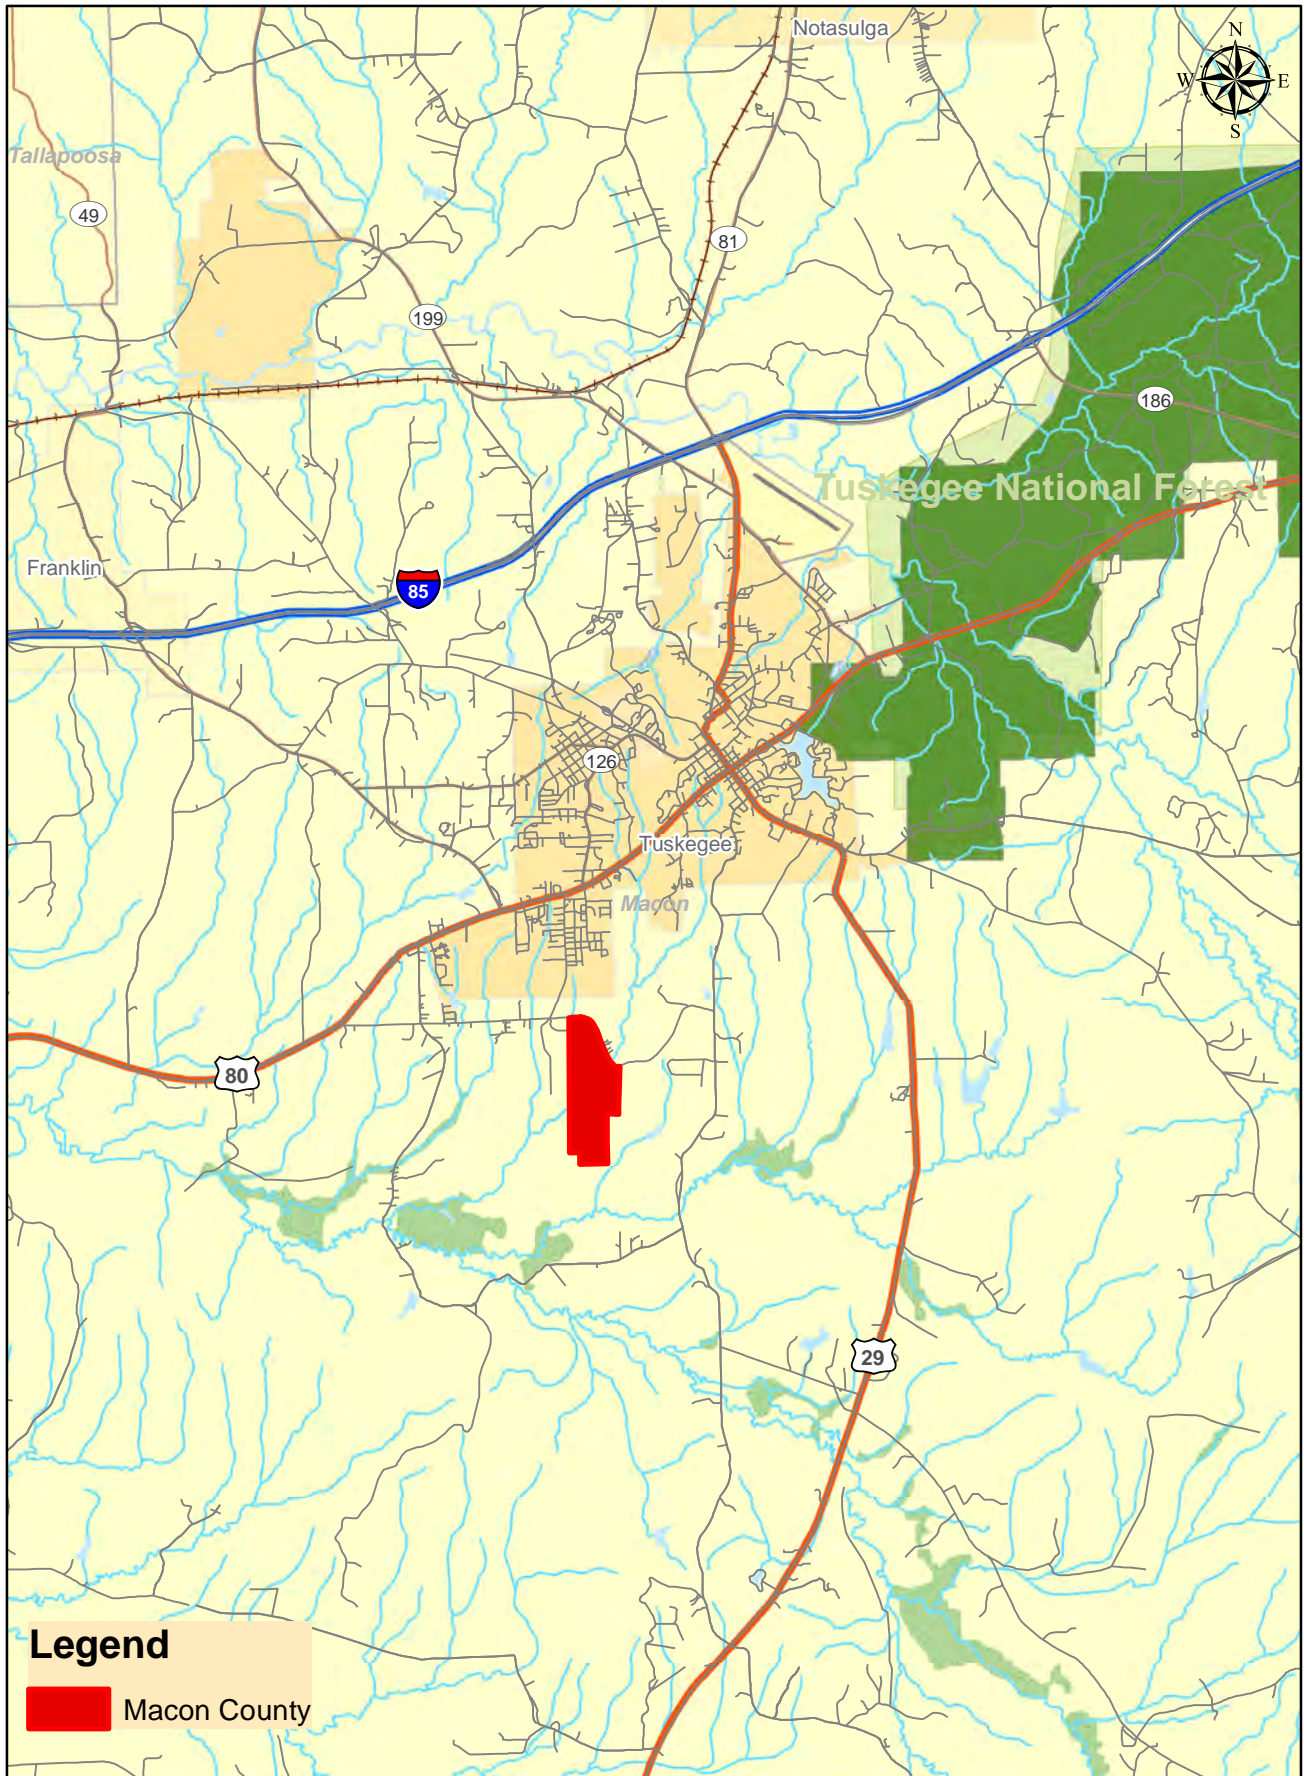 Notasulga
N
W
E
S
Tallapoosa
49
81
199
186
Tuskegee National Forest
Franklin
85
126
Tuskegee
Macon
80
29
Legend
Macon County